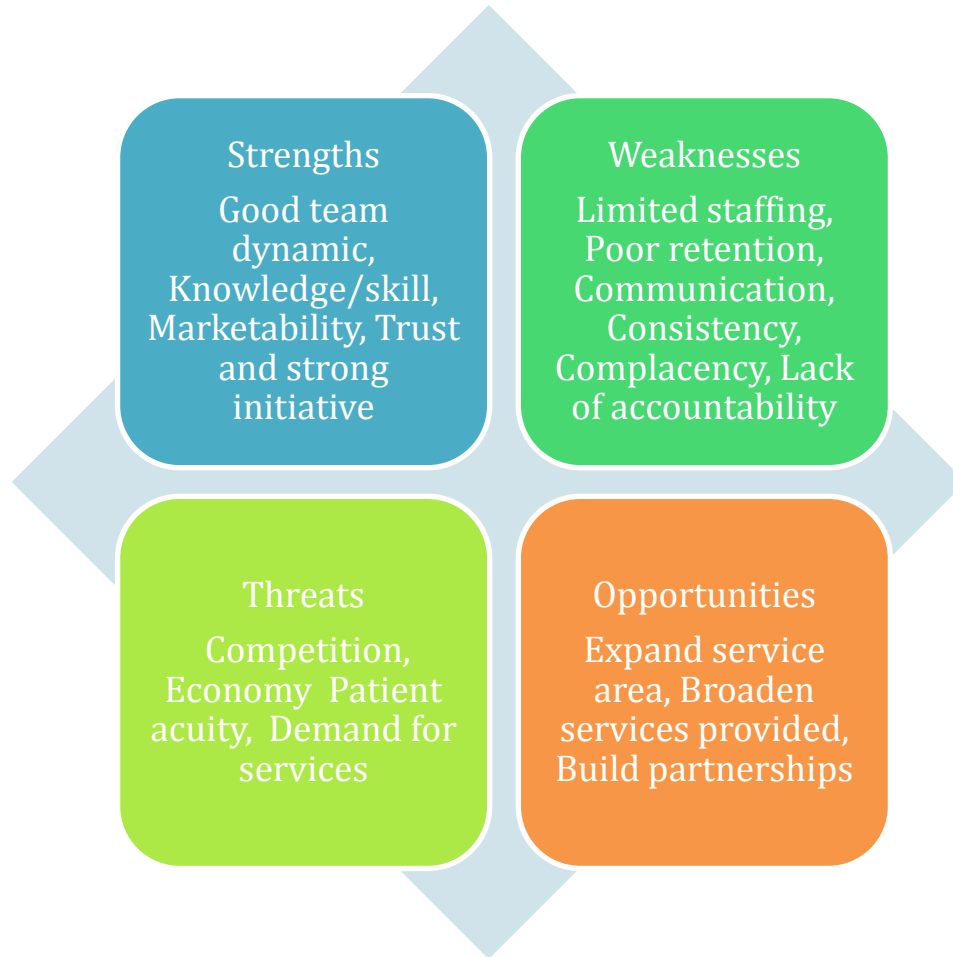 Strengths
Good team
dynamic,
Knowledge/skill,
Marketability, Trust
and strong
initiative
Weaknesses
Limited staffing,
Poor retention,
Communication,
Consistency,
Complacency, Lack
of accountability
Threats
Competition,
Economy  Patient
acuity,  Demand for
services
Opportunities
Expand service
area, Broaden
services provided,
Build partnerships